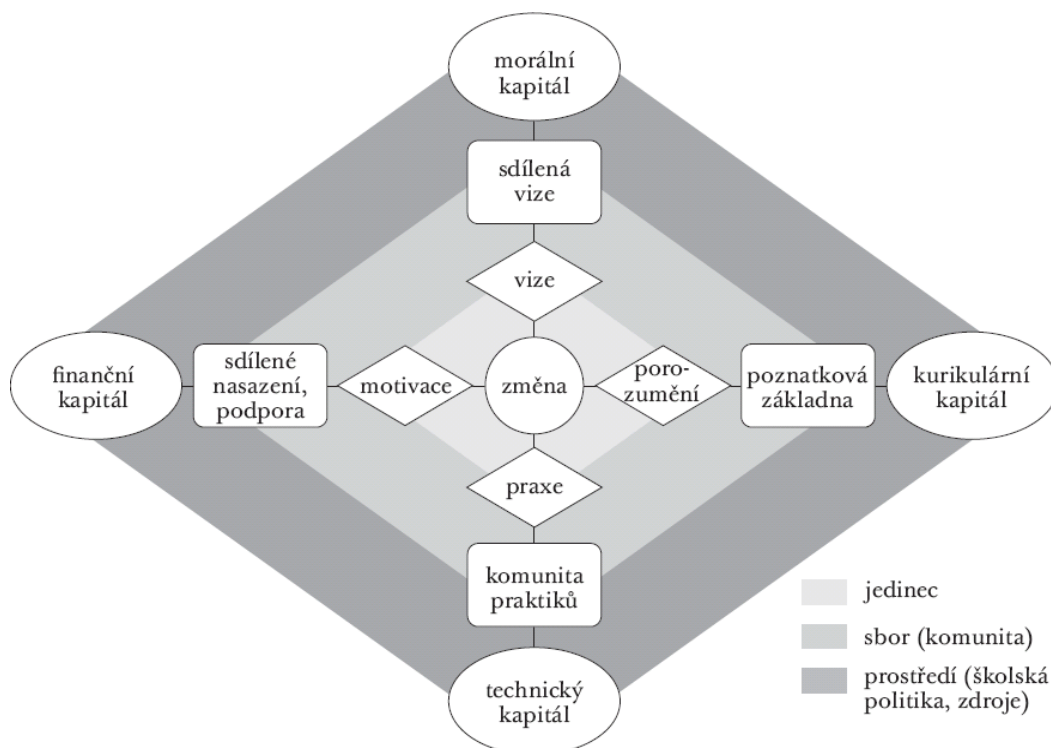 morální
kapitál
sdílená
vize
vize
finanční
kapitál
sdílené
nasazení,
podpora
motivace
změna
poro-
zumění
poznatková
základna
kurikulární
kapitál
praxe
komunita
praktiků
technický
kapitál
jedinec
sbor (komunita)
prostředí (školská
politika, zdroje)